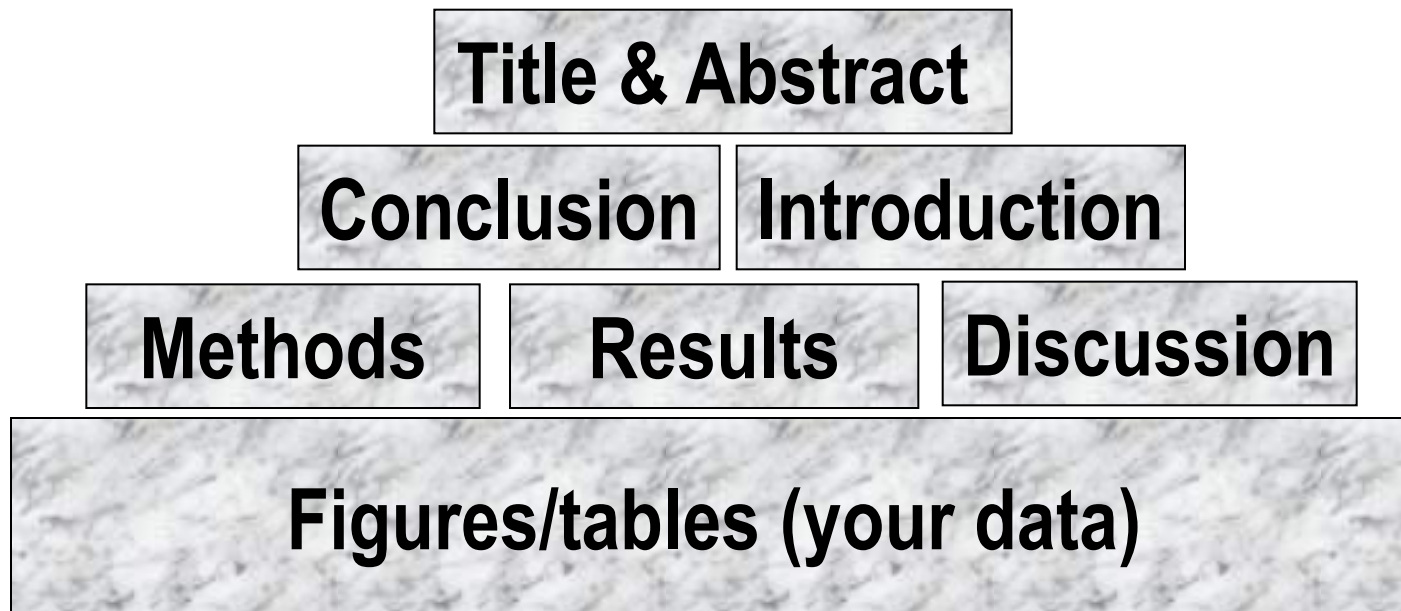 Title & Abstract
Conclusion Introduction
Methods Results Discussion
Figures/tables (your data)